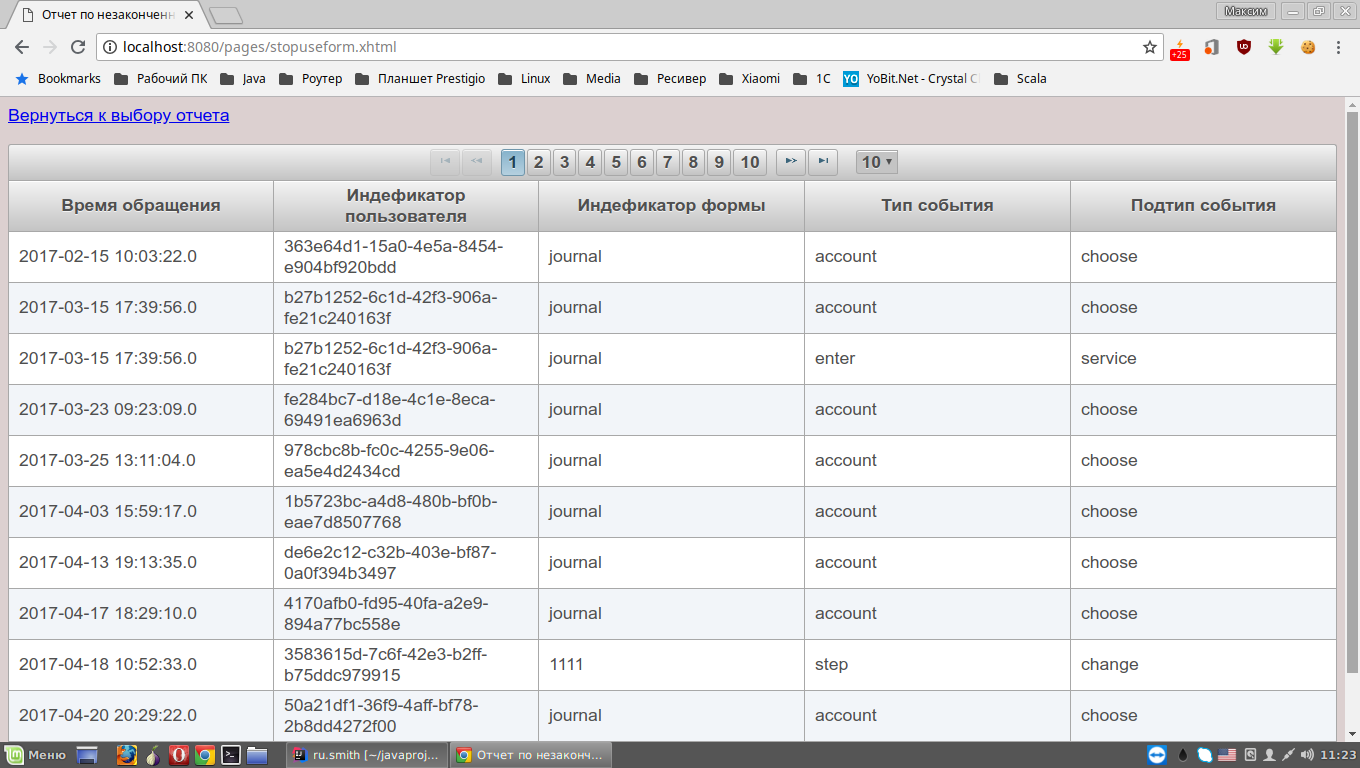 Отчет по незаконченн
Максим
localhost:8080/pages/stopuseform.xhtml
+25
Bookmarks Рабочий ПК Java Роутер Планшет Prestigio Linux Media Ресивер Xiaomi 1C YO YoBit.Net - Crystal C Scala
Вернуться к выбору отчета
1 2 3 4 5 6 7 8 9 10 10
Время обращения
Индефикатор
пользователя
Индефикатор формы
Тип события
Подтип события
2017-02-15 10:03:22.0
363e64d1-15a0-4e5a-8454-
e904bf920bdd
journal
account
choose
2017-03-15 17:39:56.0
b27b1252-6c1d-42f3-906a-
fe21c240163f
journal
account
choose
2017-03-15 17:39:56.0
b27b1252-6c1d-42f3-906a-
fe21c240163f
journal
enter
service
2017-03-23 09:23:09.0
fe284bc7-d18e-4c1e-8eca-
69491ea6963d
journal
account
choose
2017-03-25 13:11:04.0
978cbc8b-fc0c-4255-9e06-
ea5e4d2434cd
journal
account
choose
2017-04-03 15:59:17.0
1b5723bc-a4d8-480b-bf0b-
eae7d8507768
journal
account
choose
2017-04-13 19:13:35.0
de6e2c12-c32b-403e-bf87-
0a0f394b3497
journal
account
choose
2017-04-17 18:29:10.0
4170afb0-fd95-40fa-a2e9-
894a77bc558e
journal
account
choose
2017-04-18 10:52:33.0
3583615d-7c6f-42e3-b2ff-
b75ddc979915
1111
step
change
2017-04-20 20:29:22.0
50a21df1-36f9-4aff-bf78-
2b8dd4272f00
journal
account
choose
Меню
ru.smith [~/javaproj...
Отчет по незаконч...
11:23